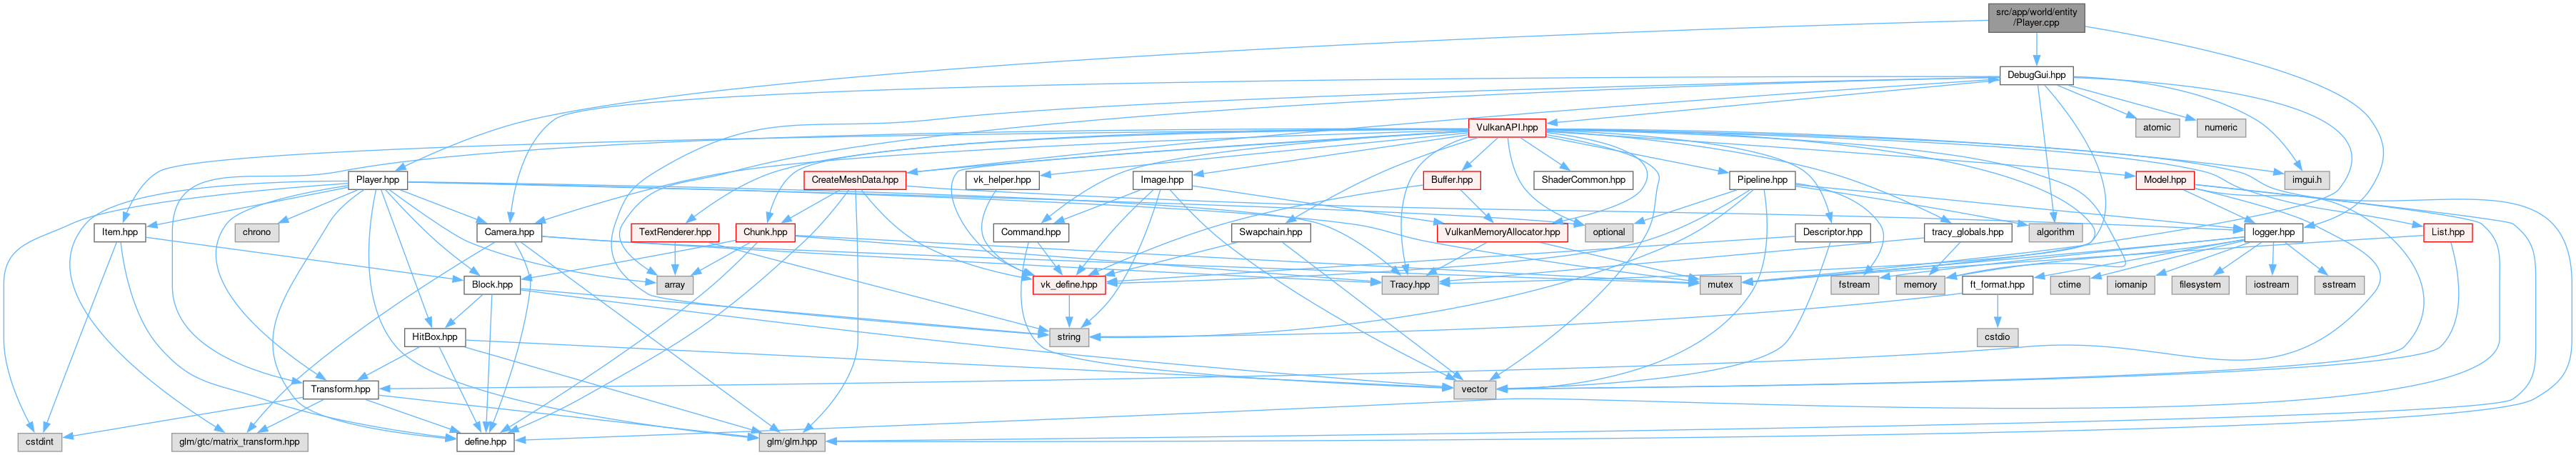 src/app/world/entity
/Player.cpp
DebugGui.hpp
VulkanAPI.hpp
atomic
numeric
Player.hpp
CreateMeshData.hpp
vk_helper.hpp
Image.hpp
Buffer.hpp
ShaderCommon.hpp
Pipeline.hpp
Model.hpp
imgui.h
Item.hpp
chrono
Camera.hpp
TextRenderer.hpp
Chunk.hpp
Command.hpp
Swapchain.hpp
VulkanMemoryAllocator.hpp
optional
Descriptor.hpp
tracy_globals.hpp
algorithm
logger.hpp
List.hpp
Block.hpp
array
vk_define.hpp
Tracy.hpp
mutex
fstream
memory
ft_format.hpp
ctime
iomanip
filesystem
iostream
sstream
HitBox.hpp
string
cstdio
Transform.hpp
vector
cstdint
glm/gtc/matrix_transform.hpp
define.hpp
glm/glm.hpp